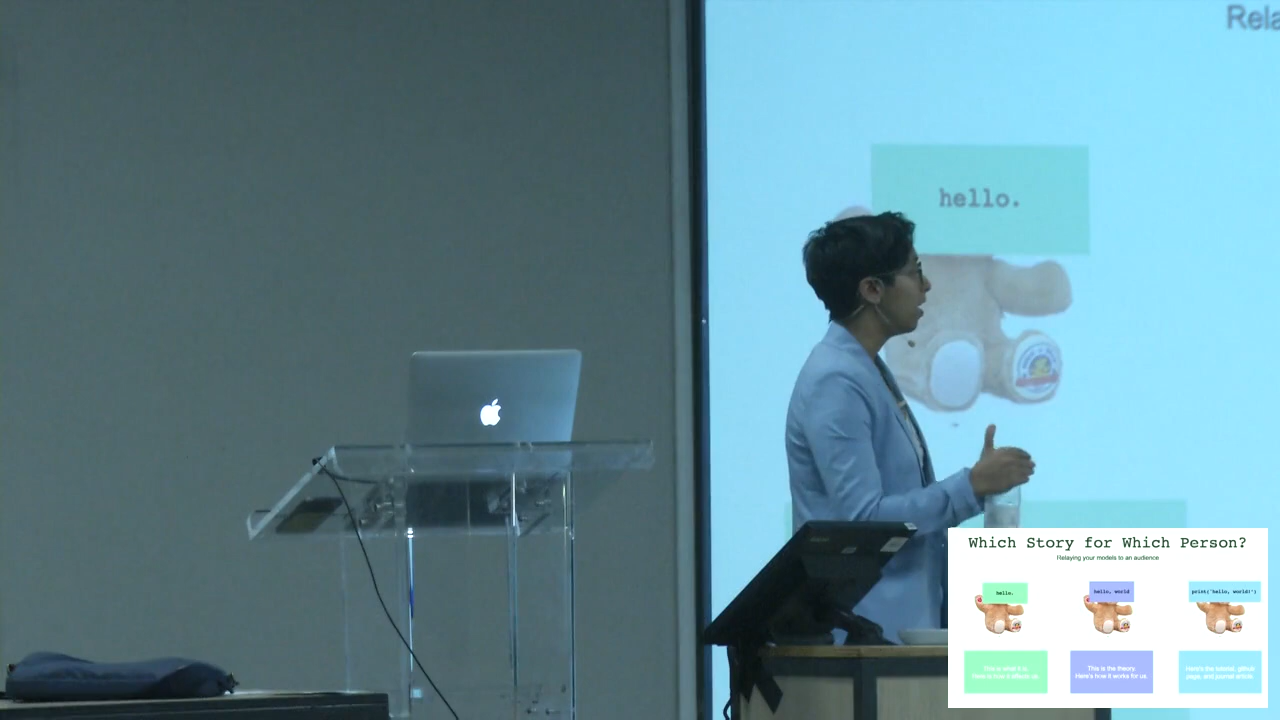 Rela
hello.
Which Story for Which Person?
Relaying your models to an audience
hello.
hello, world
print('hello, world!')
This is what it is.
Here is how it affects us.
This is the theory.
Here's how it works for us.
Here's the tutorial, github
page, and journal article.